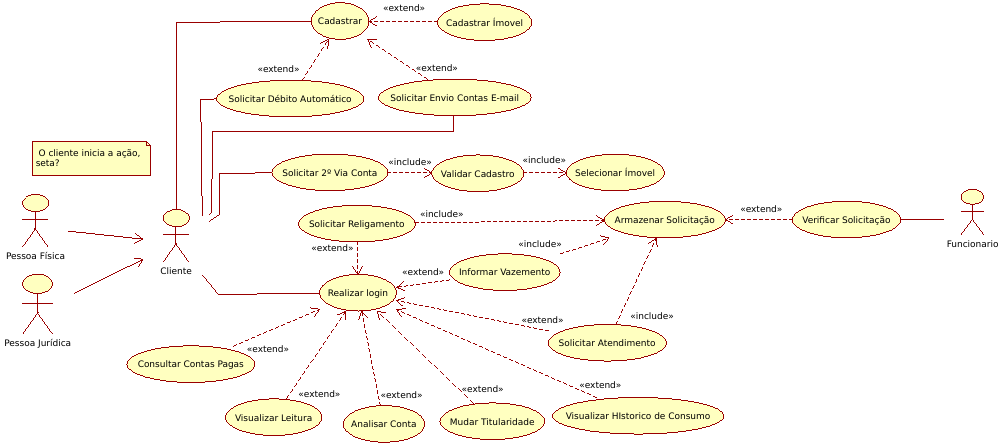 «extend»
Cadastrar
Cadastrar Ímovel
«extend»
«extend»
Solicitar Débito Automático
Solicitar Envio Contas E-mail
O cliente inicia a ação,
seta?
«include»
«include»
Solicitar 2º Via Conta
Validar Cadastro
Selecionar Ímovel
Pessoa Física
Cliente
Solicitar Religamento
«include»
Armazenar Solicitação
«extend»
Verificar Solicitação
Funcionario
«extend»
«include»
Informar Vazemento
«extend»
Realizar login
Pessoa Jurídica
«extend»
«include»
Solicitar Atendimento
«extend»
Consultar Contas Pagas
«extend»
«extend»
«extend»
«extend»
Visualizar Leitura
Analisar Conta
Mudar Titularidade
Visualizar HIstorico de Consumo